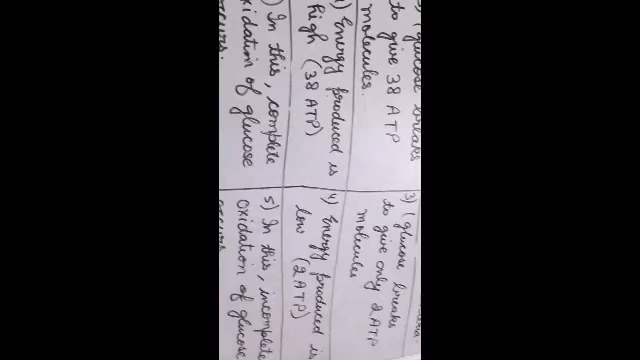 3) Glucose breaks
to give 38 ATP
molecules.
3) Glucose breaks
to give only 2 ATP
molecules
4) Energy produced is
high (38 ATP)
4) Energy produced is
low (2 ATP)
) In this, complete
oxidation of glucose
occurs.
5) In this, incomplete
oxidation of glucose
occurs